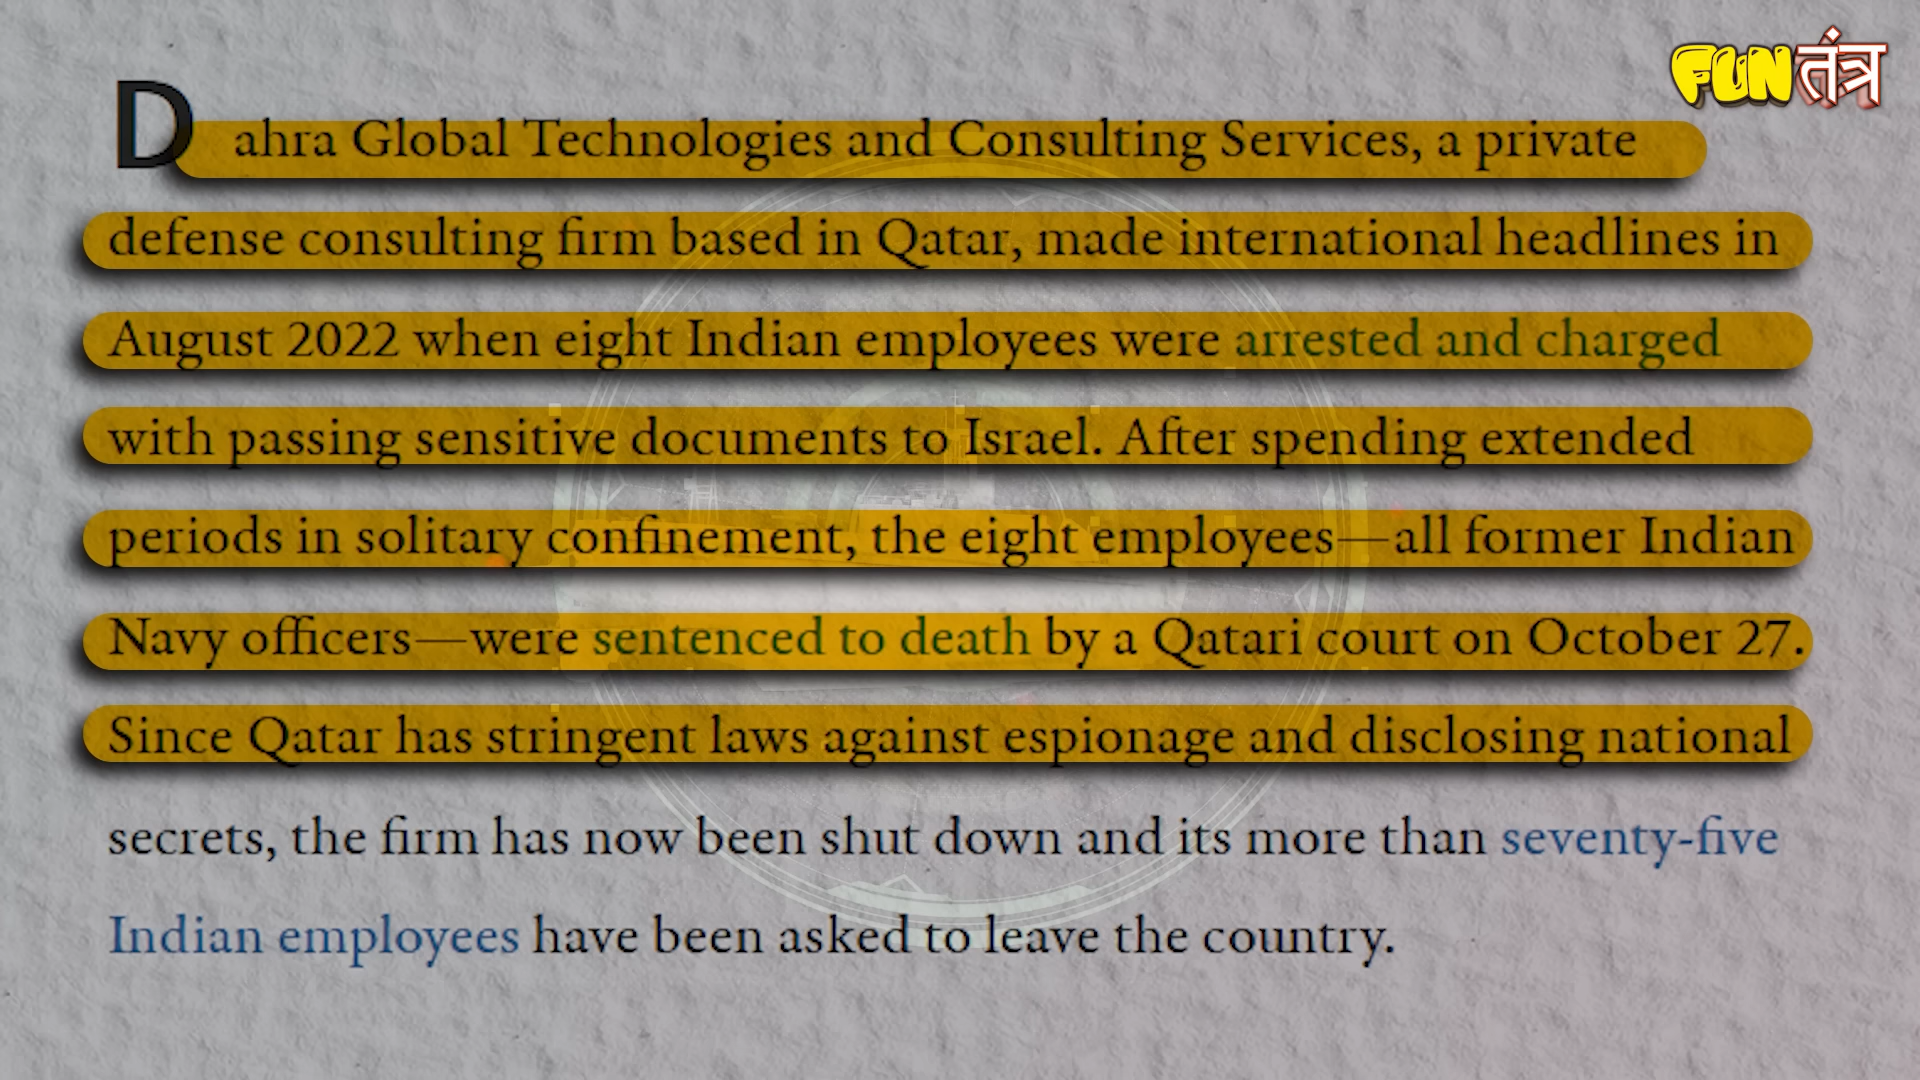 FUNतंत्र
Dahra Global Technologies and Consulting Services, a private
defense consulting firm based in Qatar, made international headlines in
August 2022 when eight Indian employees were arrested and charged
with passing sensitive documents to Israel. After spending extended
periods in solitary confinement, the eight employees—all former Indian
Navy officers—were sentenced to death by a Qatari court on October 27.
Since Qatar has stringent laws against espionage and disclosing national
secrets, the firm has now been shut down and its more than seventy-five
Indian employees have been asked to leave the country.